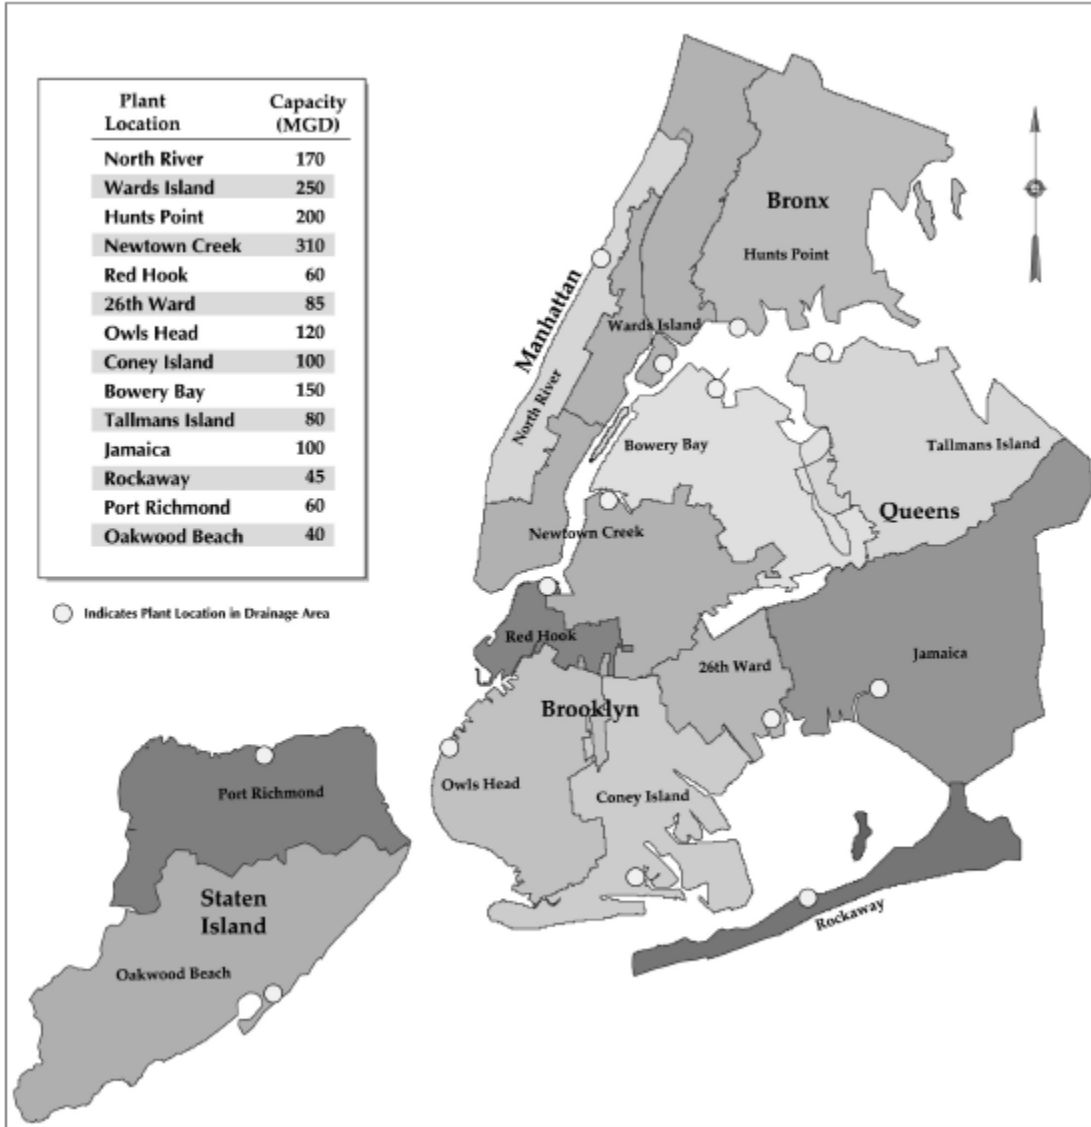 Plant Location Capacity (MGD)
North River 170
Wards Island 250
Hunts Point 200
Newtown Creek 310
Red Hook 60
26th Ward 85
Owls Head 120
Coney Island 100
Bowery Bay 150
Tallmans Island 80
Jamaica 100
Rockaway 45
Port Richmond 60
Oakwood Beach 40
Indicates Plant Location in Drainage Area
Bronx
Hunts Point
Manhattan
Wards Island
North River
Bowery Bay
Tallmans Island
Queens
Newtown Creek
Red Hook
26th Ward
Jamaica
Brooklyn
Owls Head
Coney Island
Port Richmond
Staten
Island
Rockaway
Oakwood Beach